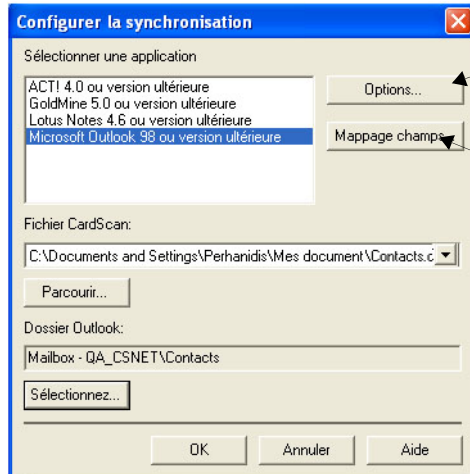 Configurer la synchronisation
Sélectionner une application
ACT! 4.0 ou version ultérieure
GoldMine 5.0 ou version ultérieure
Lotus Notes 4.6 ou version ultérieure
Microsoft Outlook 98 ou version ultérieure
Options...
Mappage champs
Fichier CardScan:
C:\Documents and Settings\Perhanidis\Mes document\Contacts.c
Parcourir...
Dossier Outlook:
Mailbox - QA_CSNET\Contacts
Sélectionnez...
OK
Annuler
Aide